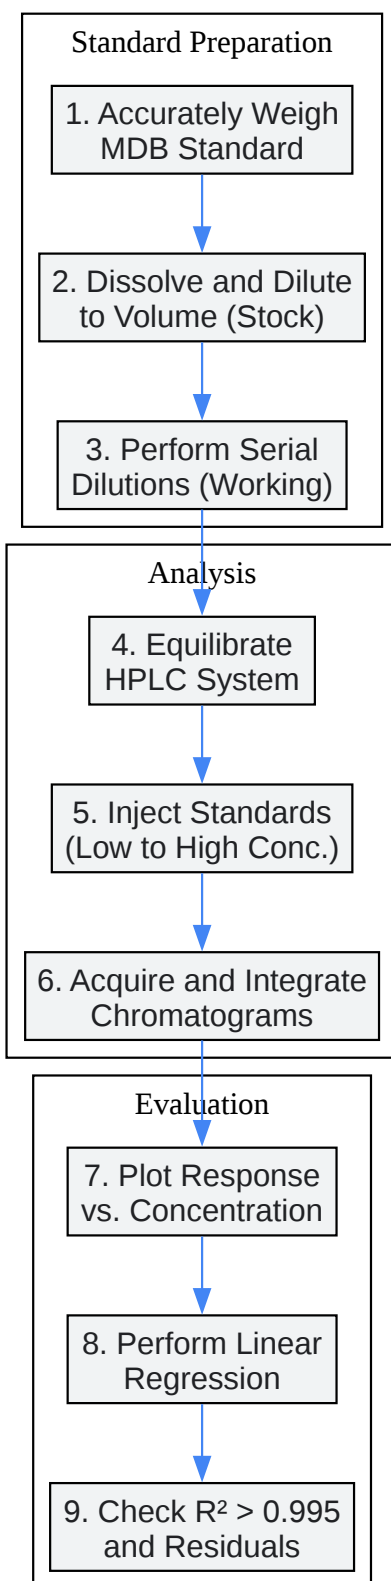 Standard Preparation
1. Accurately Weigh
MDB Standard
2. Dissolve and Dilute
to Volume (Stock)
3. Perform Serial
Dilutions (Working)
Analysis
4. Equilibrate
HPLC System
5. Inject Standards
(Low to High Conc.)
6. Acquire and Integrate
Chromatograms
Evaluation
7. Plot Response
vs. Concentration
8. Perform Linear
Regression
9. Check R² > 0.995
and Residuals